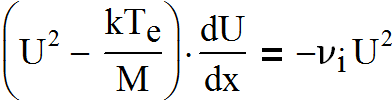 (U² − kTₑ/M) · dU/dx = −νᵢ U²